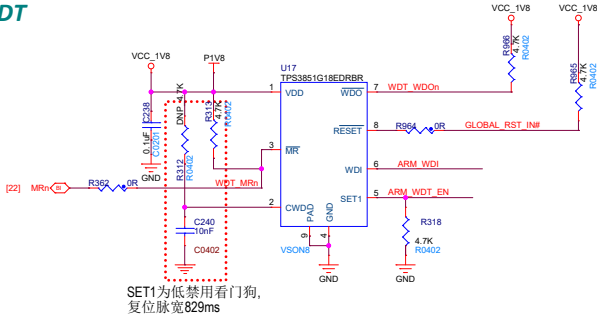 DT
VCC_1V8
VCC_1V8
VCC_1V8
P1V8
R966
4.7K
R0402
R965
4.7K
R0402
U17
TPS3851G18EDRBR
DNP 4.7K
R312
R0402
R313
4.7K
R0402
C238
0.1uF
C0201
GND
1
VDD
WDO
7
WDT_WDOn
RESET
8
R964
0R
GLOBAL_RST_IN#
3
MR
WDI
6
ARM_WDI
[22]
MRn
BI
R362
0R
WDT_MRn
SET1
5
ARM_WDT_EN
2
CWD
PAD
GND
9
4
C240
10nF
C0402
VSON8
R318
4.7K
R0402
GND
GND
SET1为低禁用看门狗,
复位脉宽829ms